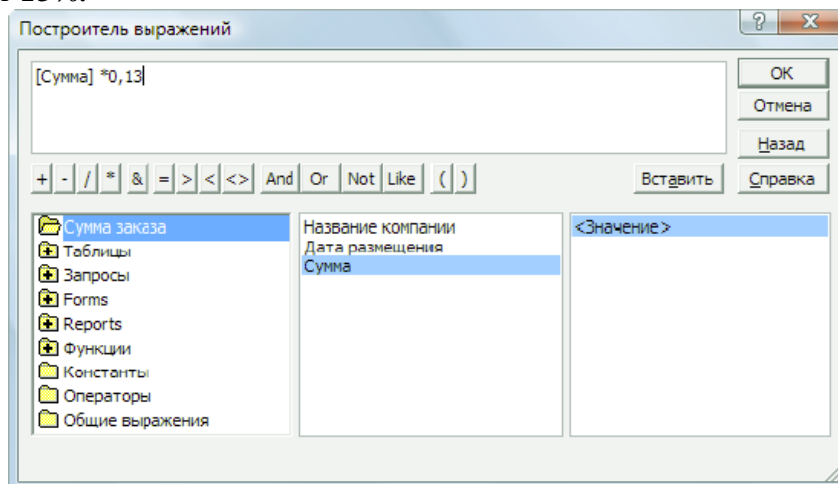 Построитель выражений
? X
[Сумма] *0,13
ОК
Отмена
Назад
+ - / * & = > < <> And Or Not Like ( ) Вставить Справка
Сумма заказа
Таблицы
Запросы
Forms
Reports
Функции
Константы
Операторы
Общие выражения
Название компании
Дата размещения
Сумма
<Значение>